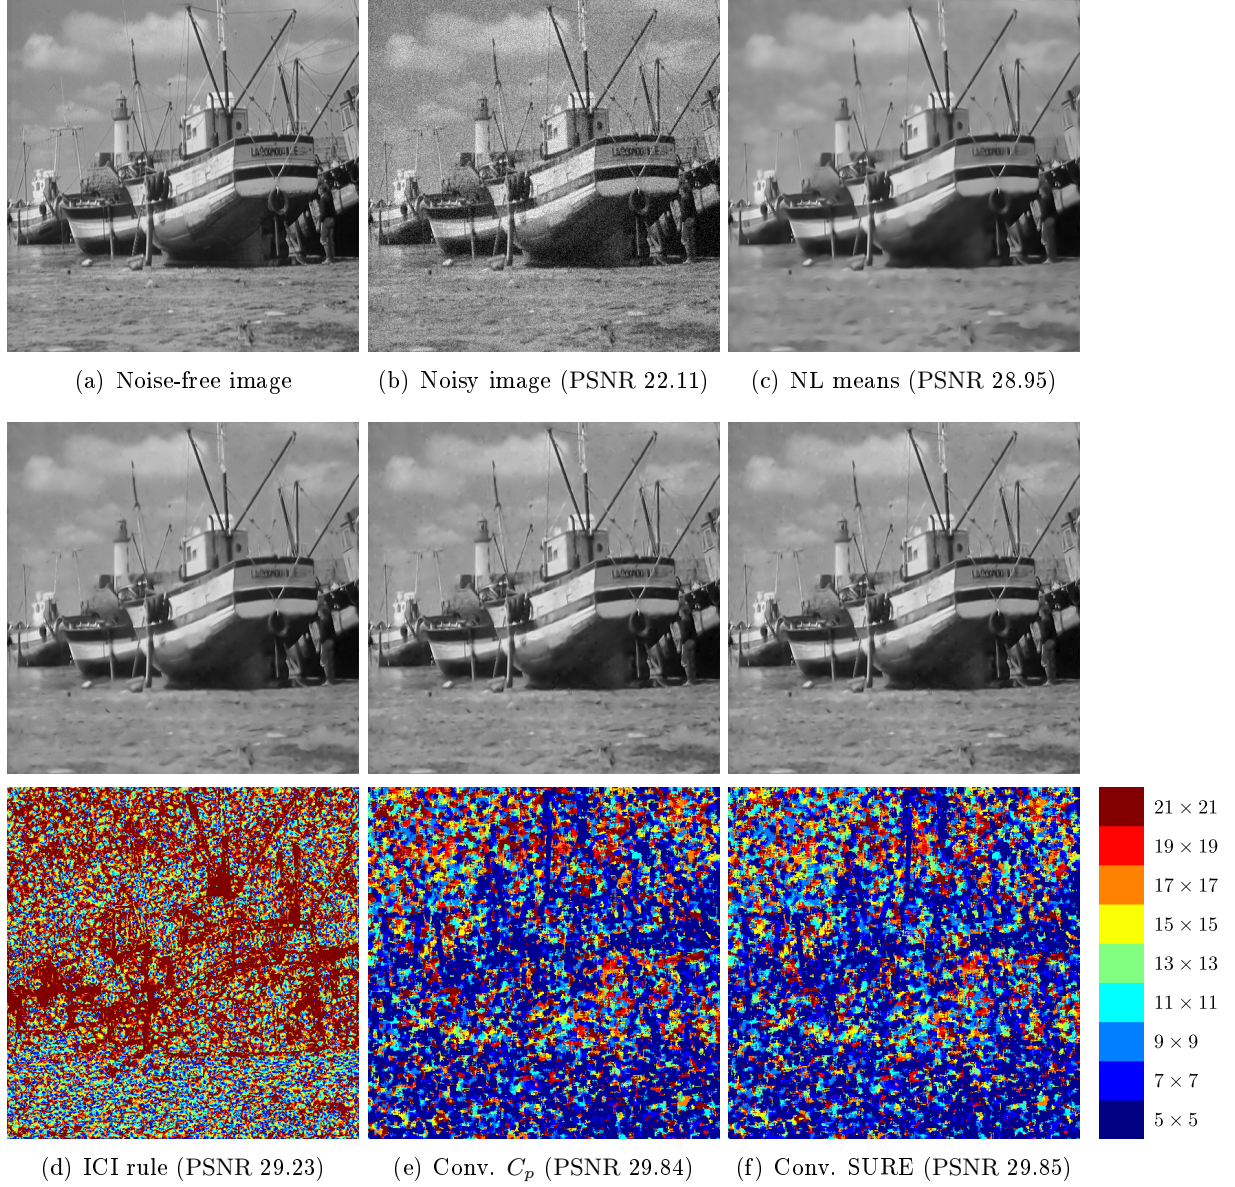 (a) Noise-free image
(b) Noisy image (PSNR 22.11)
(c) NL means (PSNR 28.95)
21 × 21
19 × 19
17 × 17
15 × 15
13 × 13
11 × 11
9 × 9
7 × 7
5 × 5
(d) ICI rule (PSNR 29.23)
(e) Conv. $C_p$ (PSNR 29.84)
(f) Conv. SURE (PSNR 29.85)